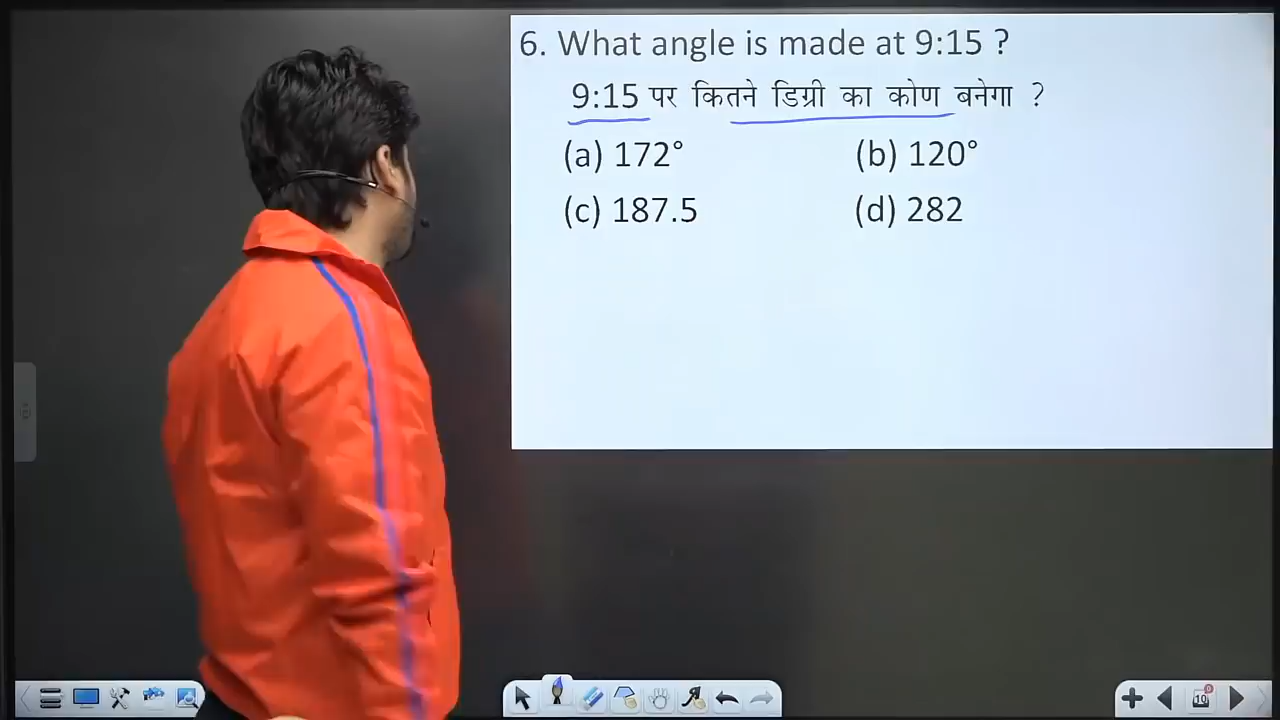 6. What angle is made at 9:15 ?
9:15 पर कितने डिग्री का कोण बनेगा ?
(a) 172° (b) 120°
(c) 187.5 (d) 282